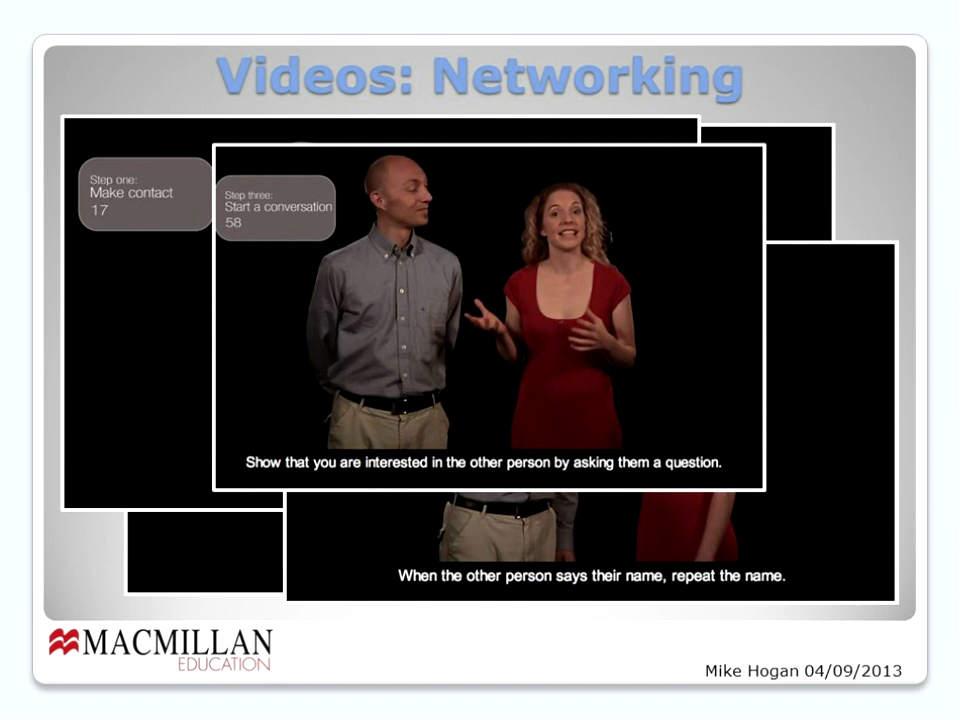 Videos: Networking
Step one:
Make contact
17
Step three:
Start a conversation
58
Show that you are interested in the other person by asking them a question.
When the other person says their name, repeat the name.
MACMILLAN
EDUCATION
Mike Hogan 04/09/2013